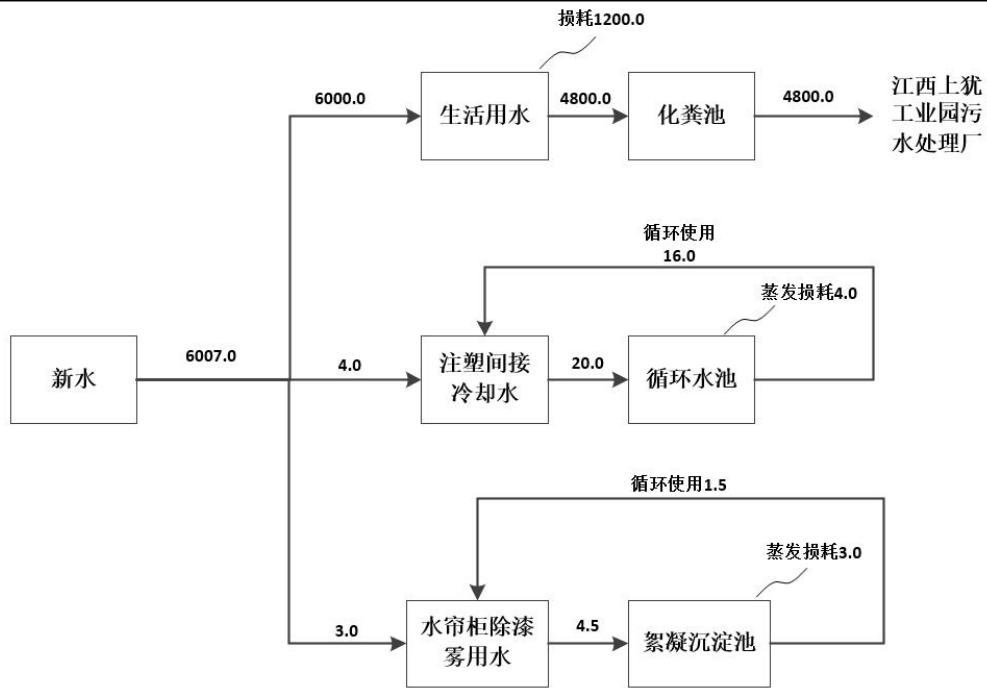 损耗1200.0
6000.0
生活用水
4800.0
化粪池
4800.0
江西上犹
工业园污
水处理厂
循环使用
16.0
蒸发损耗4.0
新水
6007.0
4.0
注塑间接
冷却水
20.0
循环水池
循环使用1.5
蒸发损耗3.0
3.0
水帘柜除漆
雾用水
4.5
絮凝沉淀池